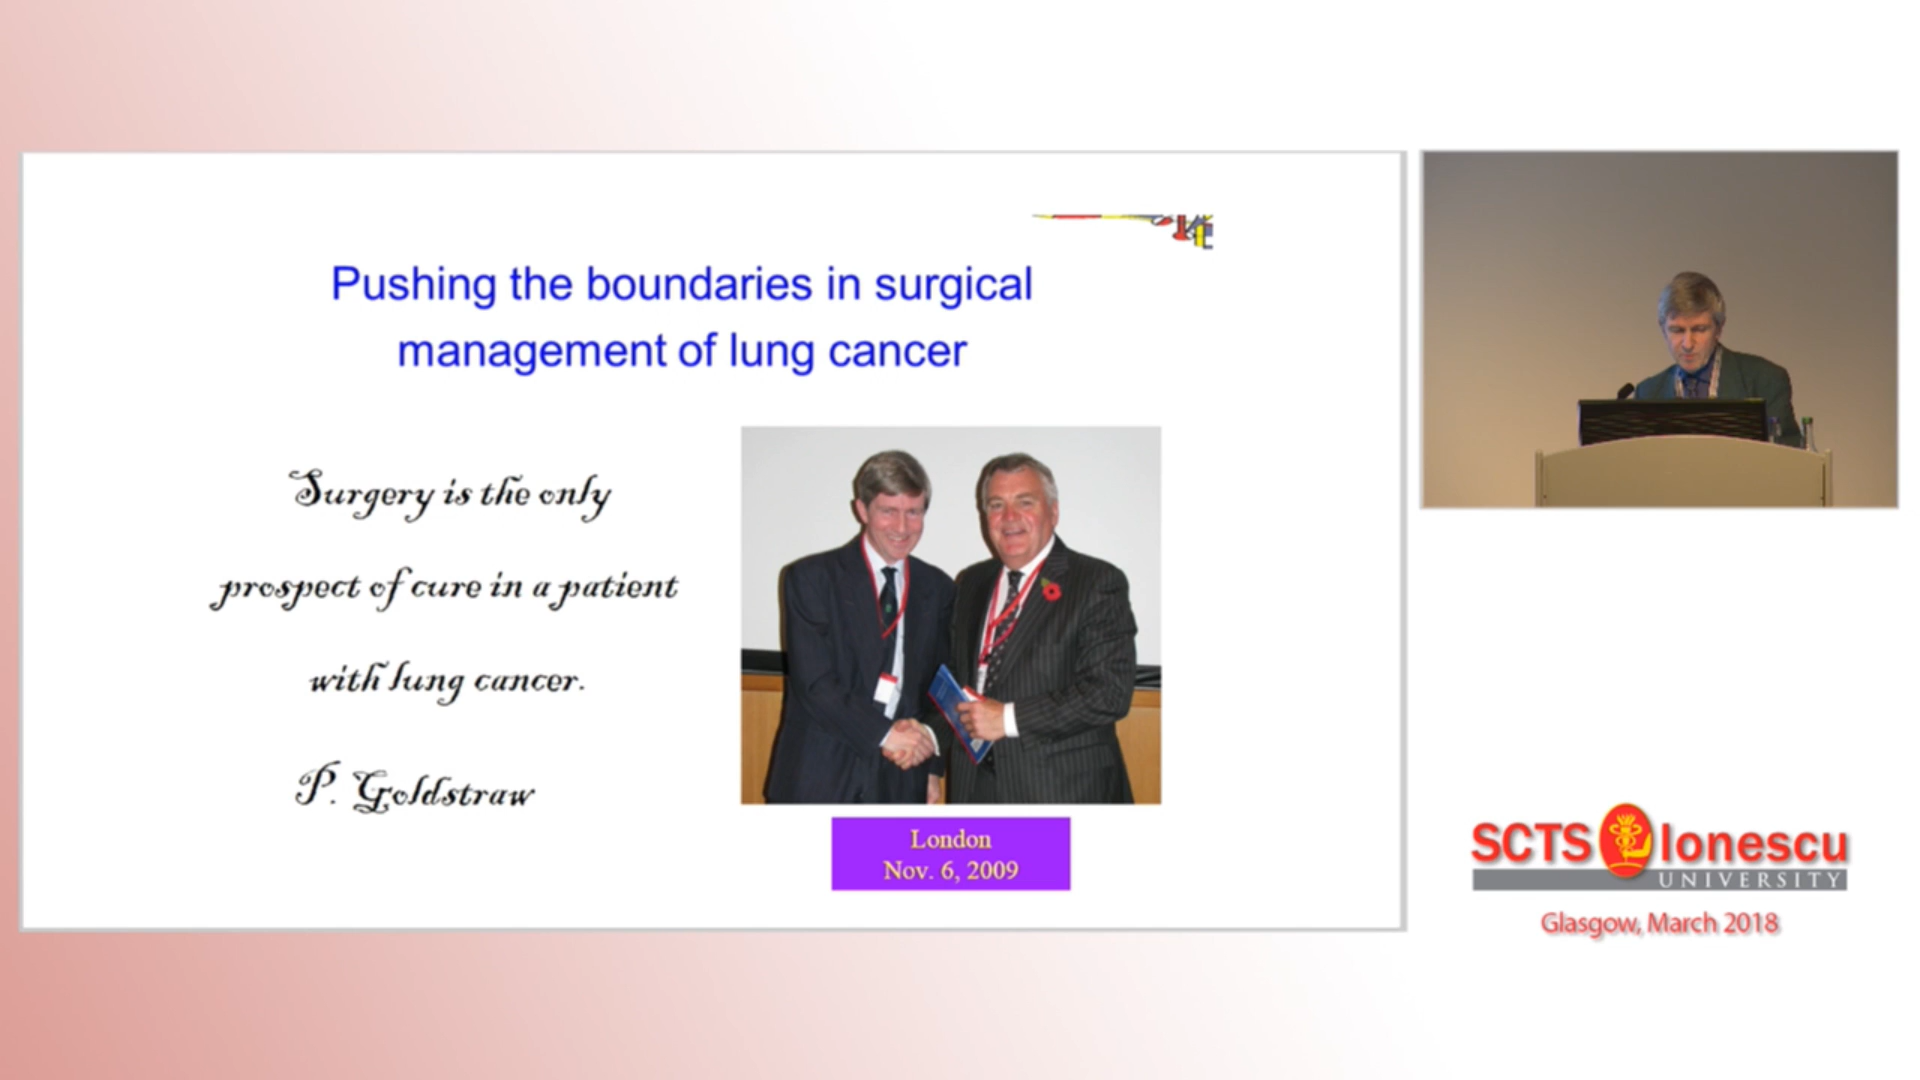 Pushing the boundaries in surgical
management of lung cancer
Surgery is the only
prospect of cure in a patient
with lung cancer.
P. Goldstraw
London
Nov. 6, 2009
SCTS Ionescu
UNIVERSITY
Glasgow, March 2018